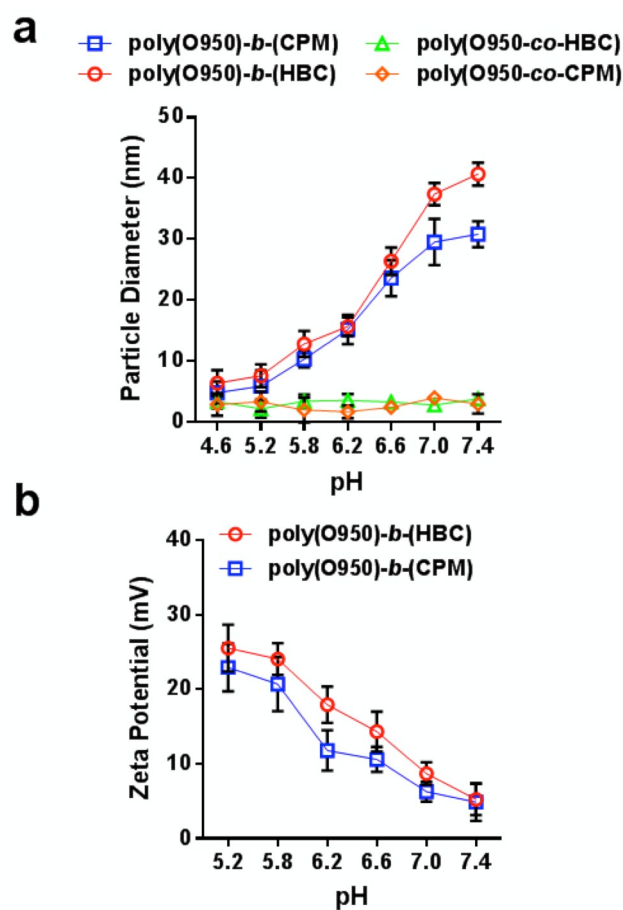 a
poly(O950)-b-(CPM) poly(O950-co-HBC)
poly(O950)-b-(HBC) poly(O950-co-CPM)
50
40
30
20
10
0
Particle Diameter (nm)
4.6 5.2 5.8 6.2 6.6 7.0 7.4
pH
b
poly(O950)-b-(HBC)
poly(O950)-b-(CPM)
40
30
20
10
0
Zeta Potential (mV)
5.2 5.8 6.2 6.6 7.0 7.4
pH